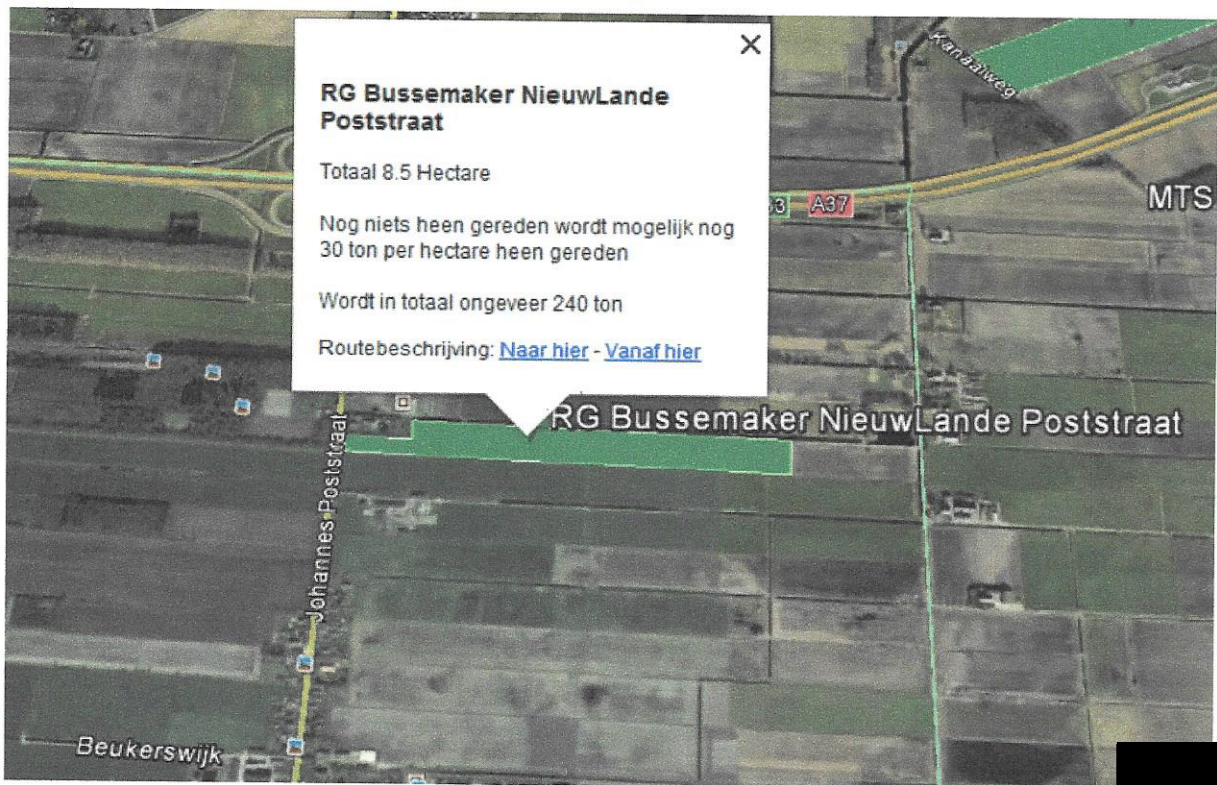 RG Bussemaker NieuwLande
Poststraat
Totaal 8.5 Hectare
Nog niets heen gereden wordt mogelijk nog
30 ton per hectare heen gereden
Wordt in totaal ongeveer 240 ton
Routebeschrijving: Naar hier - Vanaf hier
Kanaalweg
A37
MTS
RG Bussemaker NieuwLande Poststraat
Johannes Poststraat
Beukerswijk